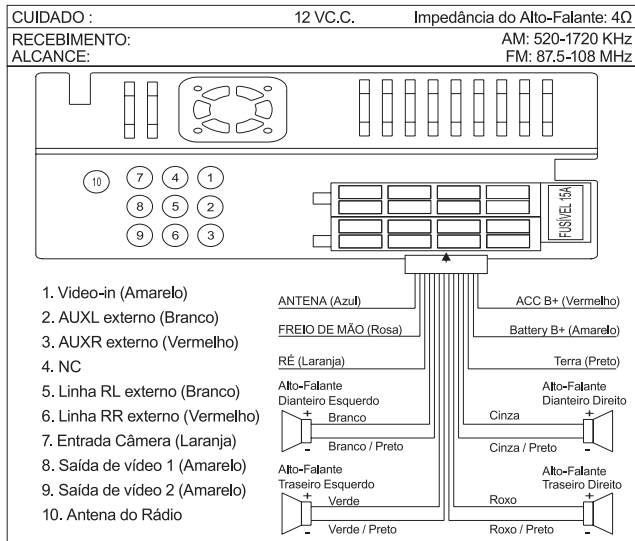 CUIDADO : 12 VC.C. Impedância do Alto-Falante: 4Ω
RECEBIMENTO: AM: 520-1720 KHz
ALCANCE: FM: 87.5-108 MHz
10 7 4 1
8 5 2
9 6 3
FUSÍVEL 15A
1. Video-in (Amarelo)
2. AUXL externo (Branco)
3. AUXR externo (Vermelho)
4. NC
5. Linha RL externo (Branco)
6. Linha RR externo (Vermelho)
7. Entrada Câmera (Laranja)
8. Saída de vídeo 1 (Amarelo)
9. Saída de vídeo 2 (Amarelo)
10. Antena do Rádio
ANTENA (Azul)
FREIO DE MÃO (Rosa)
RÉ (Laranja)
ACC B+ (Vermelho)
Battery B+ (Amarelo)
Terra (Preto)
Alto-Falante
Dianteiro Esquerdo
+ Branco
- Branco / Preto
Alto-Falante
Dianteiro Direito
Cinza +
Cinza / Preto -
Alto-Falante
Traseiro Esquerdo
+ Verde
- Verde / Preto
Alto-Falante
Traseiro Direito
Roxo +
Roxo / Preto -